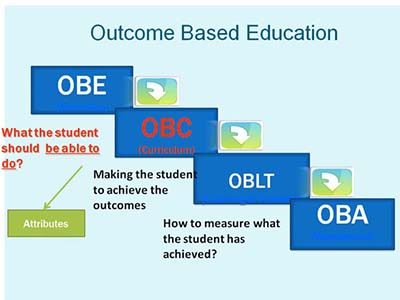 Outcome Based Education
OBE
OBC
(Curriculum)
What the student
should be able to
do?
Making the student
to achieve the
outcomes
OBLT
Attributes
How to measure what
the student has
achieved?
OBA